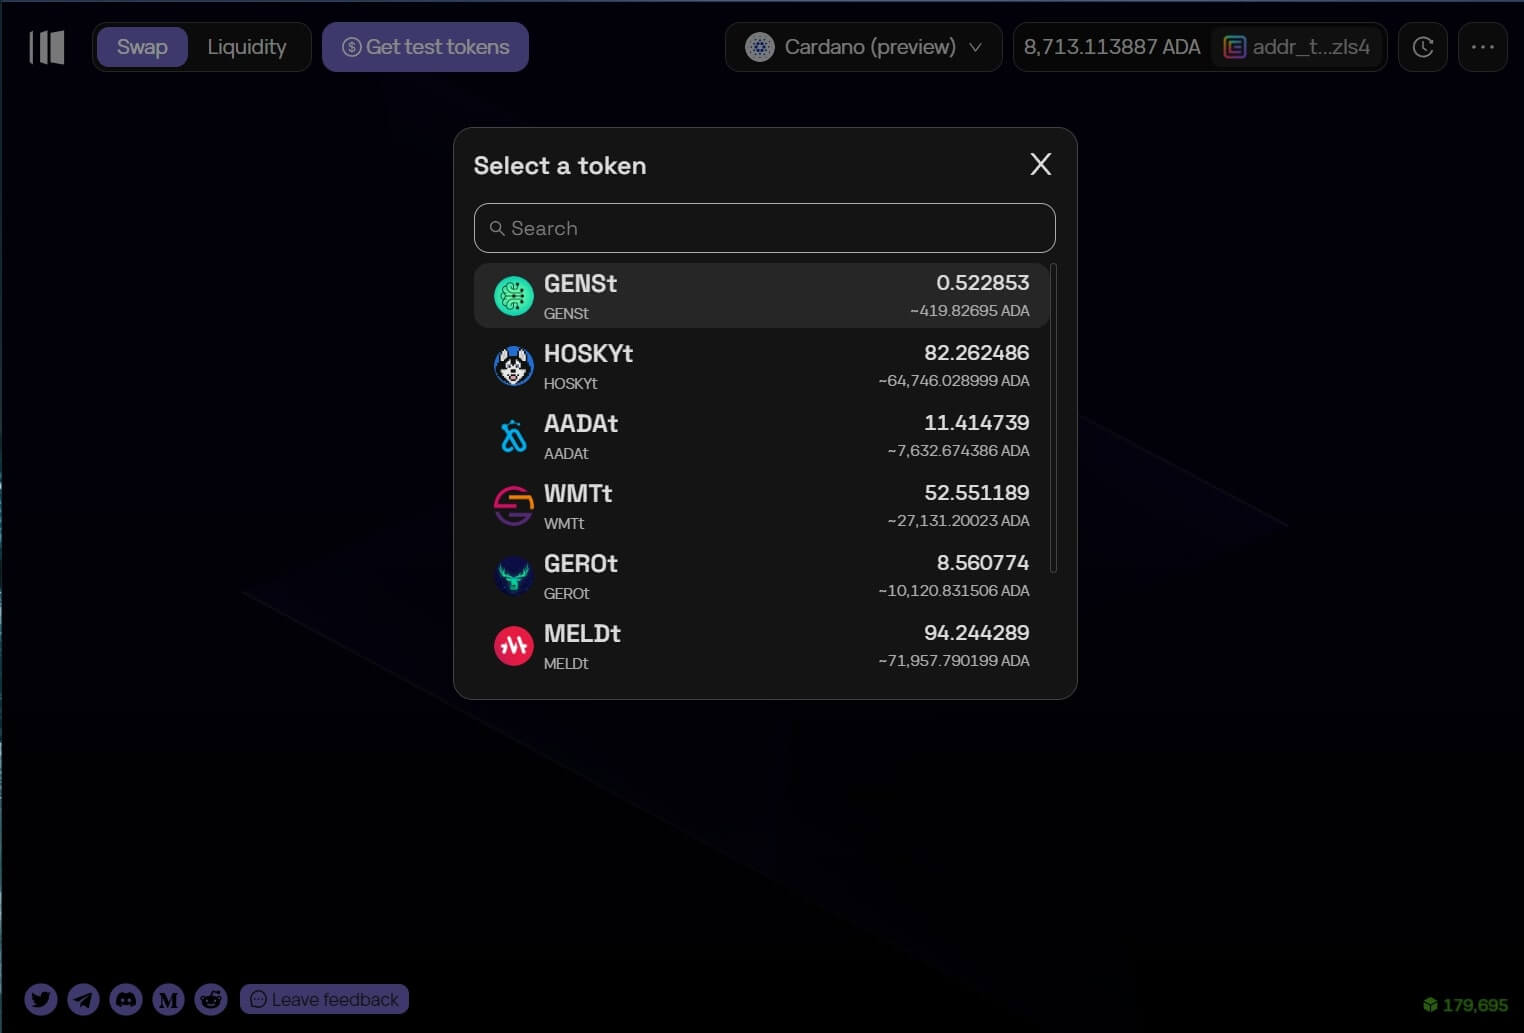 Swap
Liquidity
Get test tokens
Cardano (preview)
8,713.113887 ADA
addr_t...zls4
Select a token
X
Search
GENSt
0.522853
GENSt
~419.82695 ADA
HOSKYt
82.262486
HOSKYt
~64,746.028999 ADA
AADAt
11.414739
AADAt
~7,632.674386 ADA
WMTt
52.551189
WMTt
~27,131.20023 ADA
GEROt
8.560774
GEROt
~10,120.831506 ADA
MELDt
94.244289
MELDt
~71,957.790199 ADA
Leave feedback
179,695